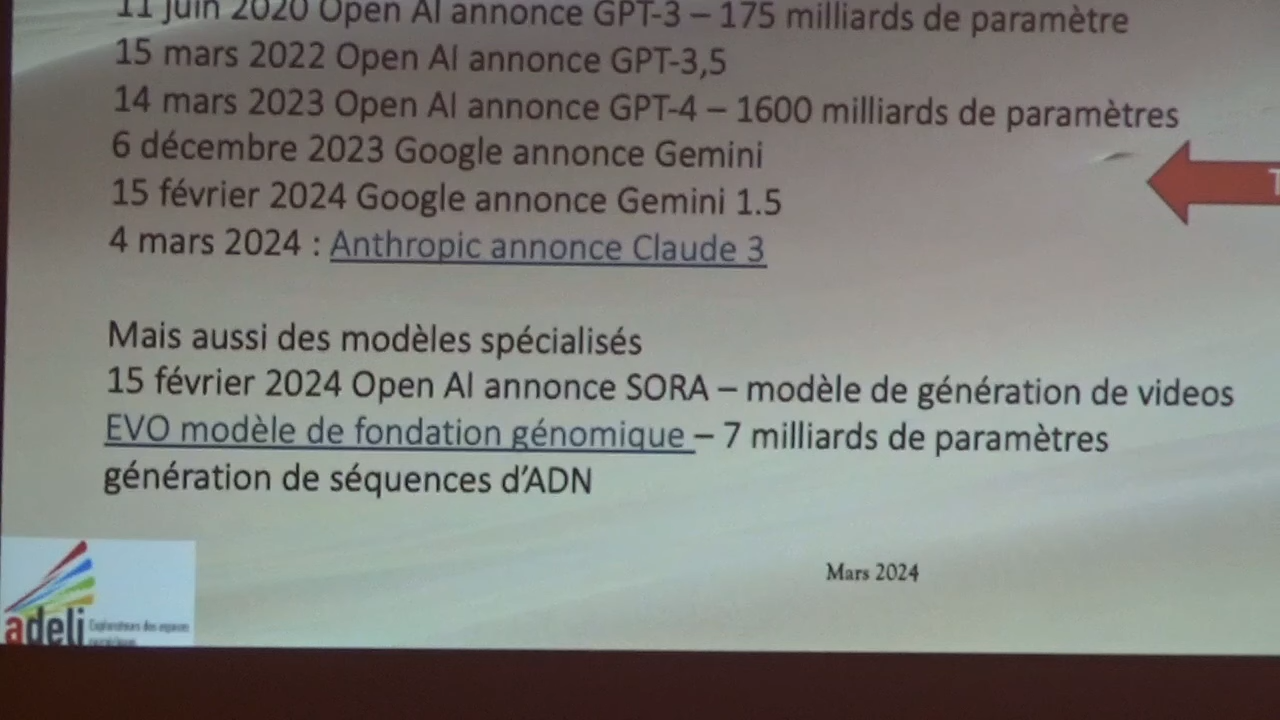 11 juin 2020 Open AI annonce GPT-3 – 175 milliards de paramètre
15 mars 2022 Open AI annonce GPT-3,5
14 mars 2023 Open AI annonce GPT-4 – 1600 milliards de paramètres
6 décembre 2023 Google annonce Gemini
15 février 2024 Google annonce Gemini 1.5
4 mars 2024 : Anthropic annonce Claude 3
T
Mais aussi des modèles spécialisés
15 février 2024 Open AI annonce SORA – modèle de génération de videos
EVO modèle de fondation génomique – 7 milliards de paramètres
génération de séquences d’ADN
Mars 2024
adeli
Explorateurs des espaces